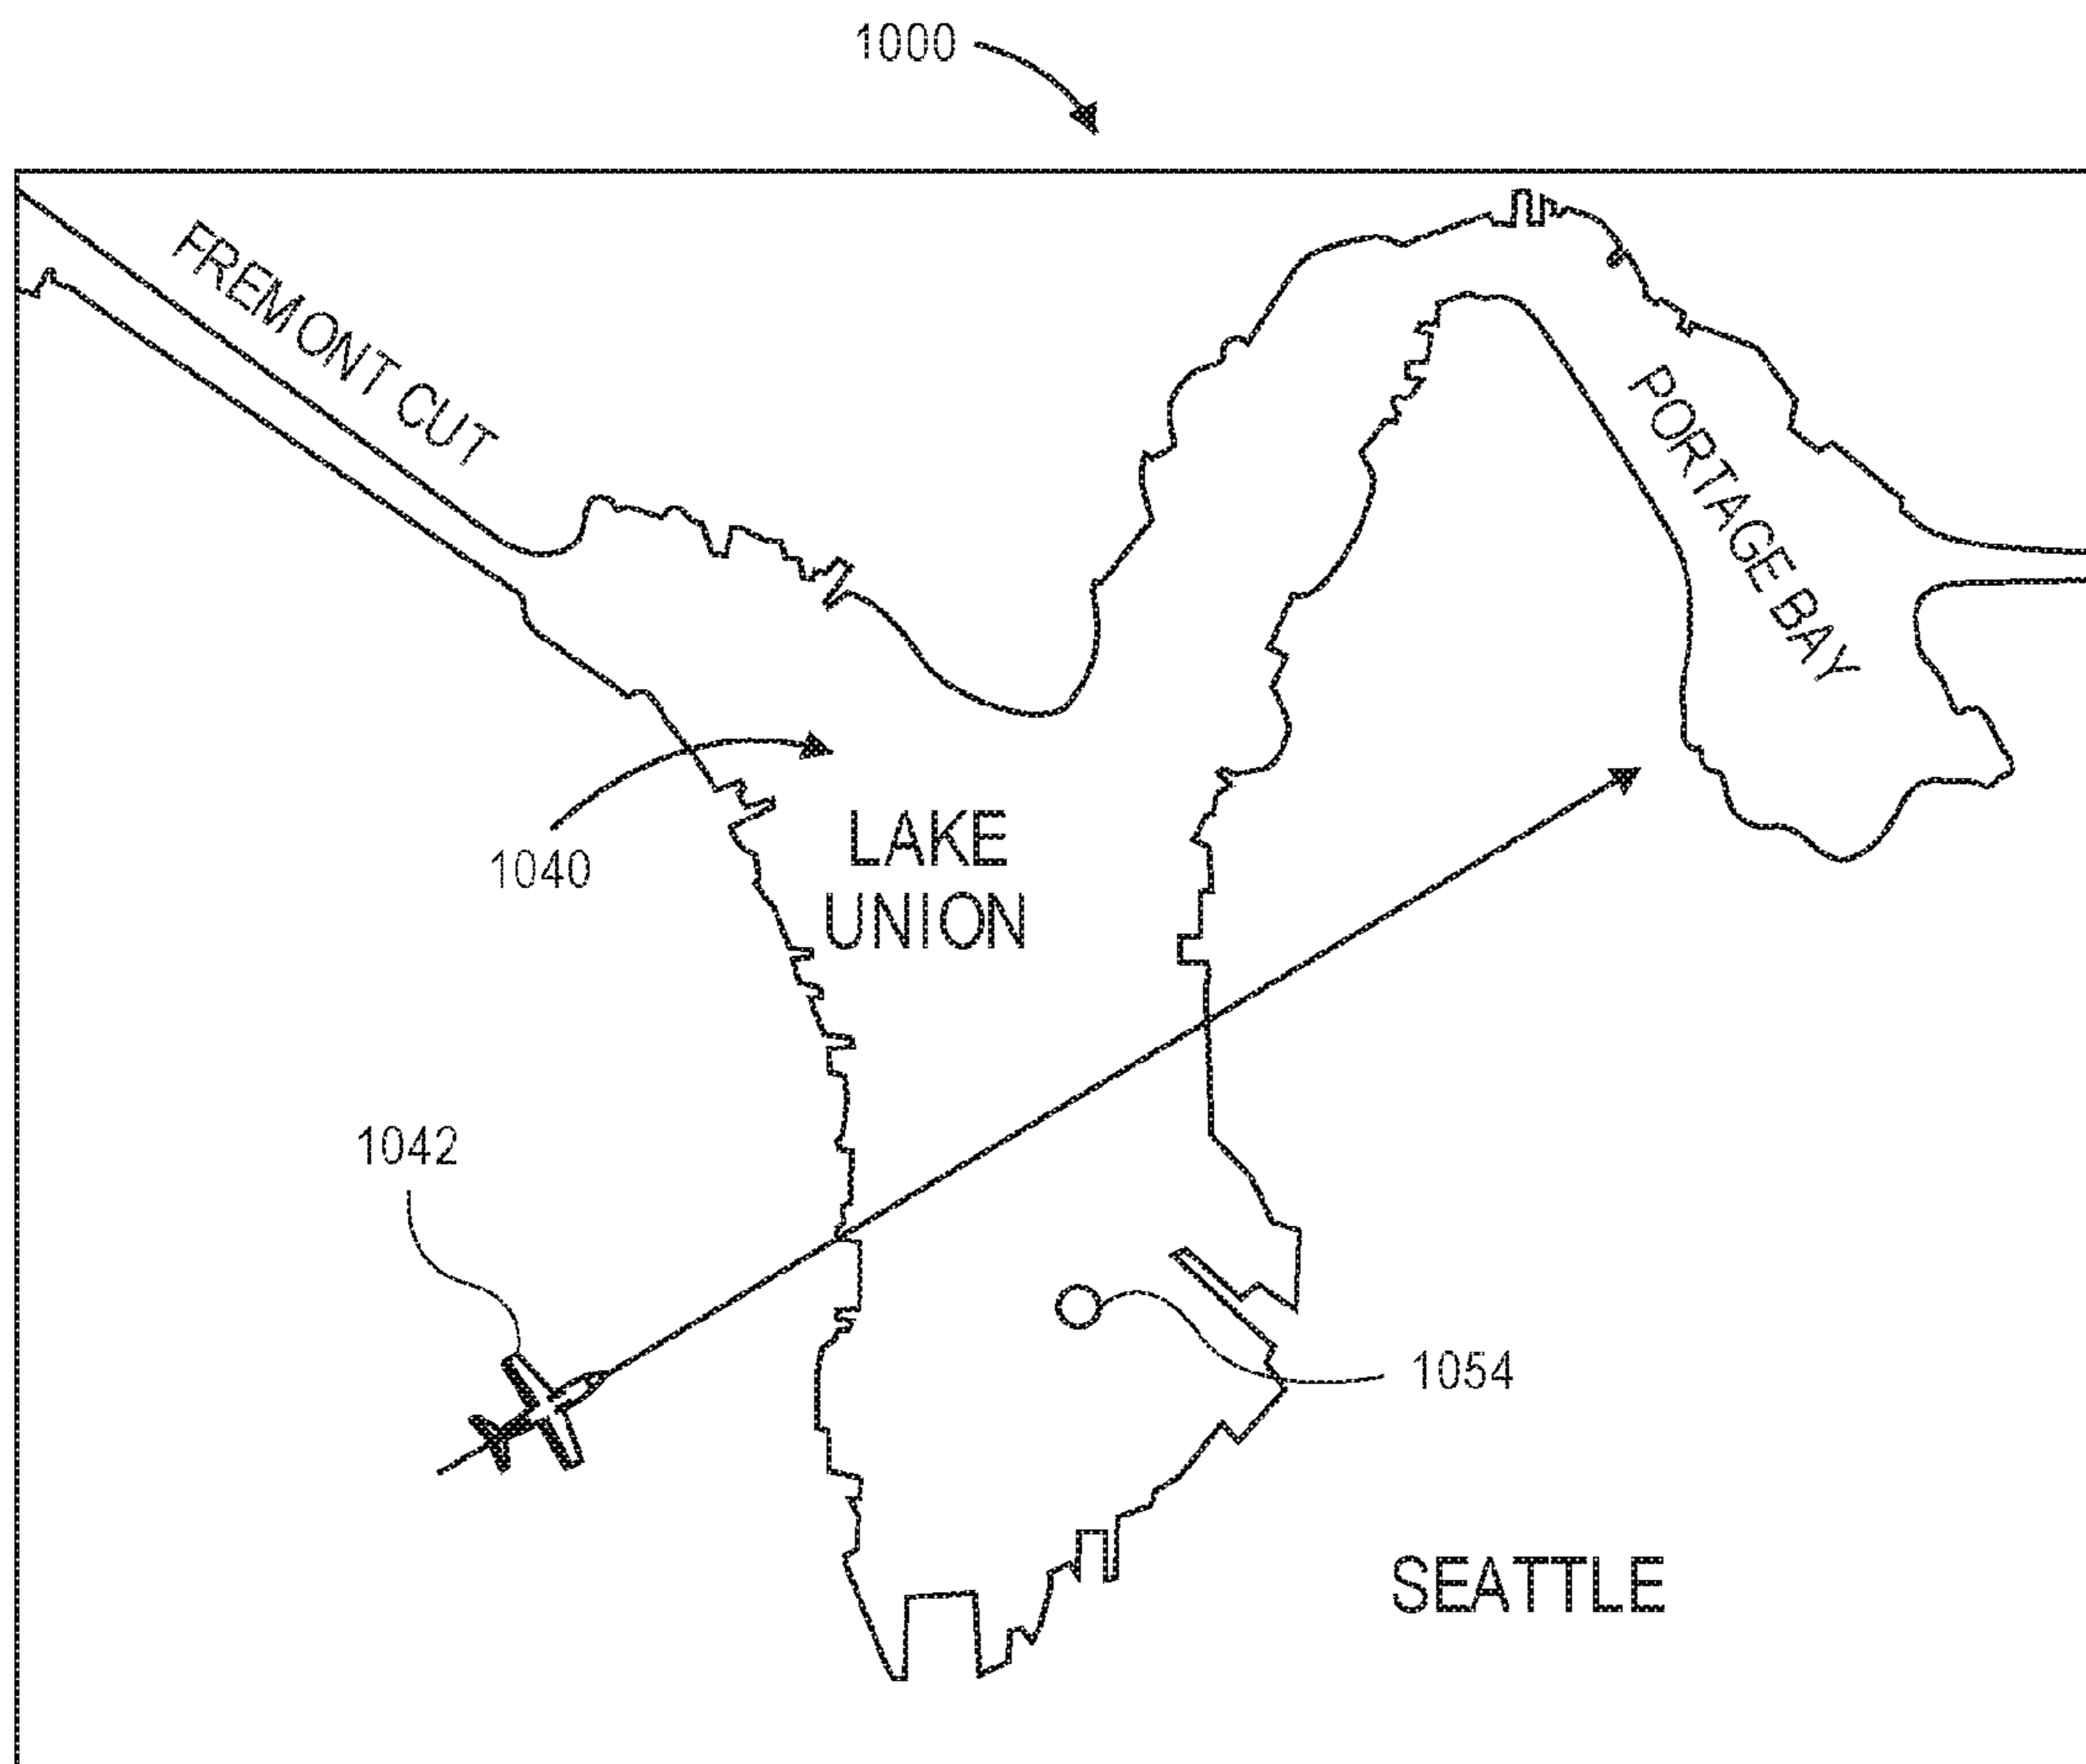 1000
FREMONT CUT
PORTAGE BAY
1040
LAKE
UNION
1042
1054
SEATTLE